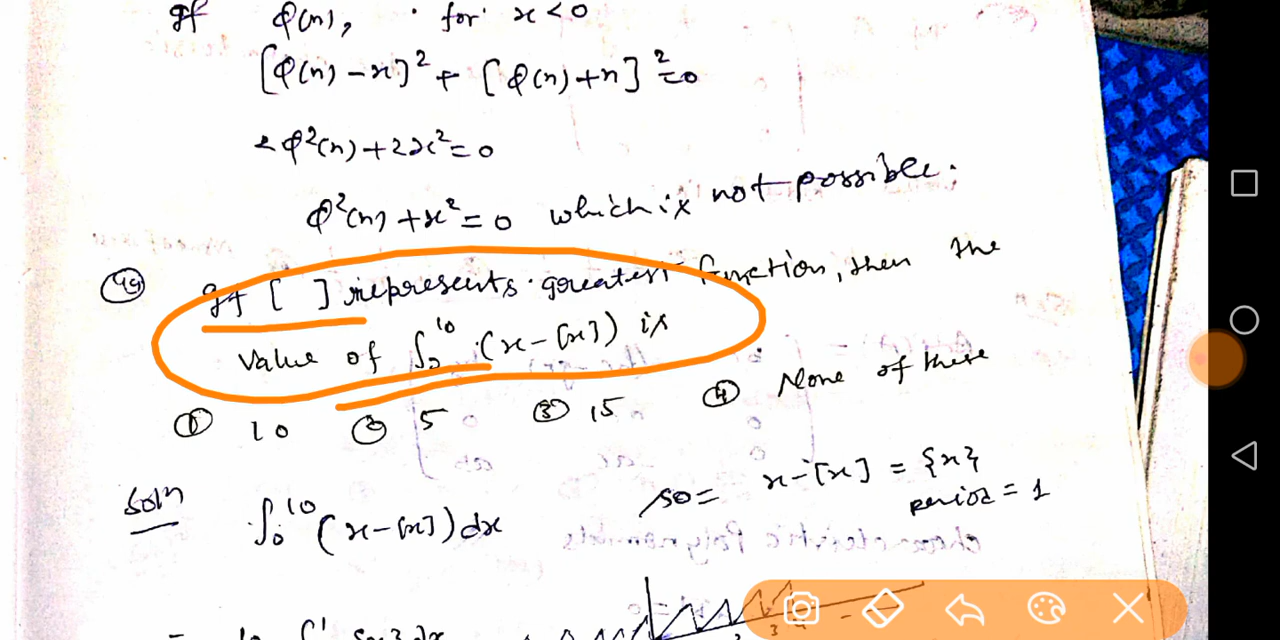 If φ(n), for x < 0
[φ(n) - x]² + [φ(n) + n]² = 0
2φ²(n) + 2x² = 0
φ²(n) + x² = 0 which is not possible.
49 If [ ] represents greatest function, then the
value of ∫₀¹⁰ (x - [x]) is
① 10 ② 5 ③ 15 ④ None of these
Solⁿ ∫₀¹⁰ (x - [x]) dx so = x - [x] = {x}
period = 1